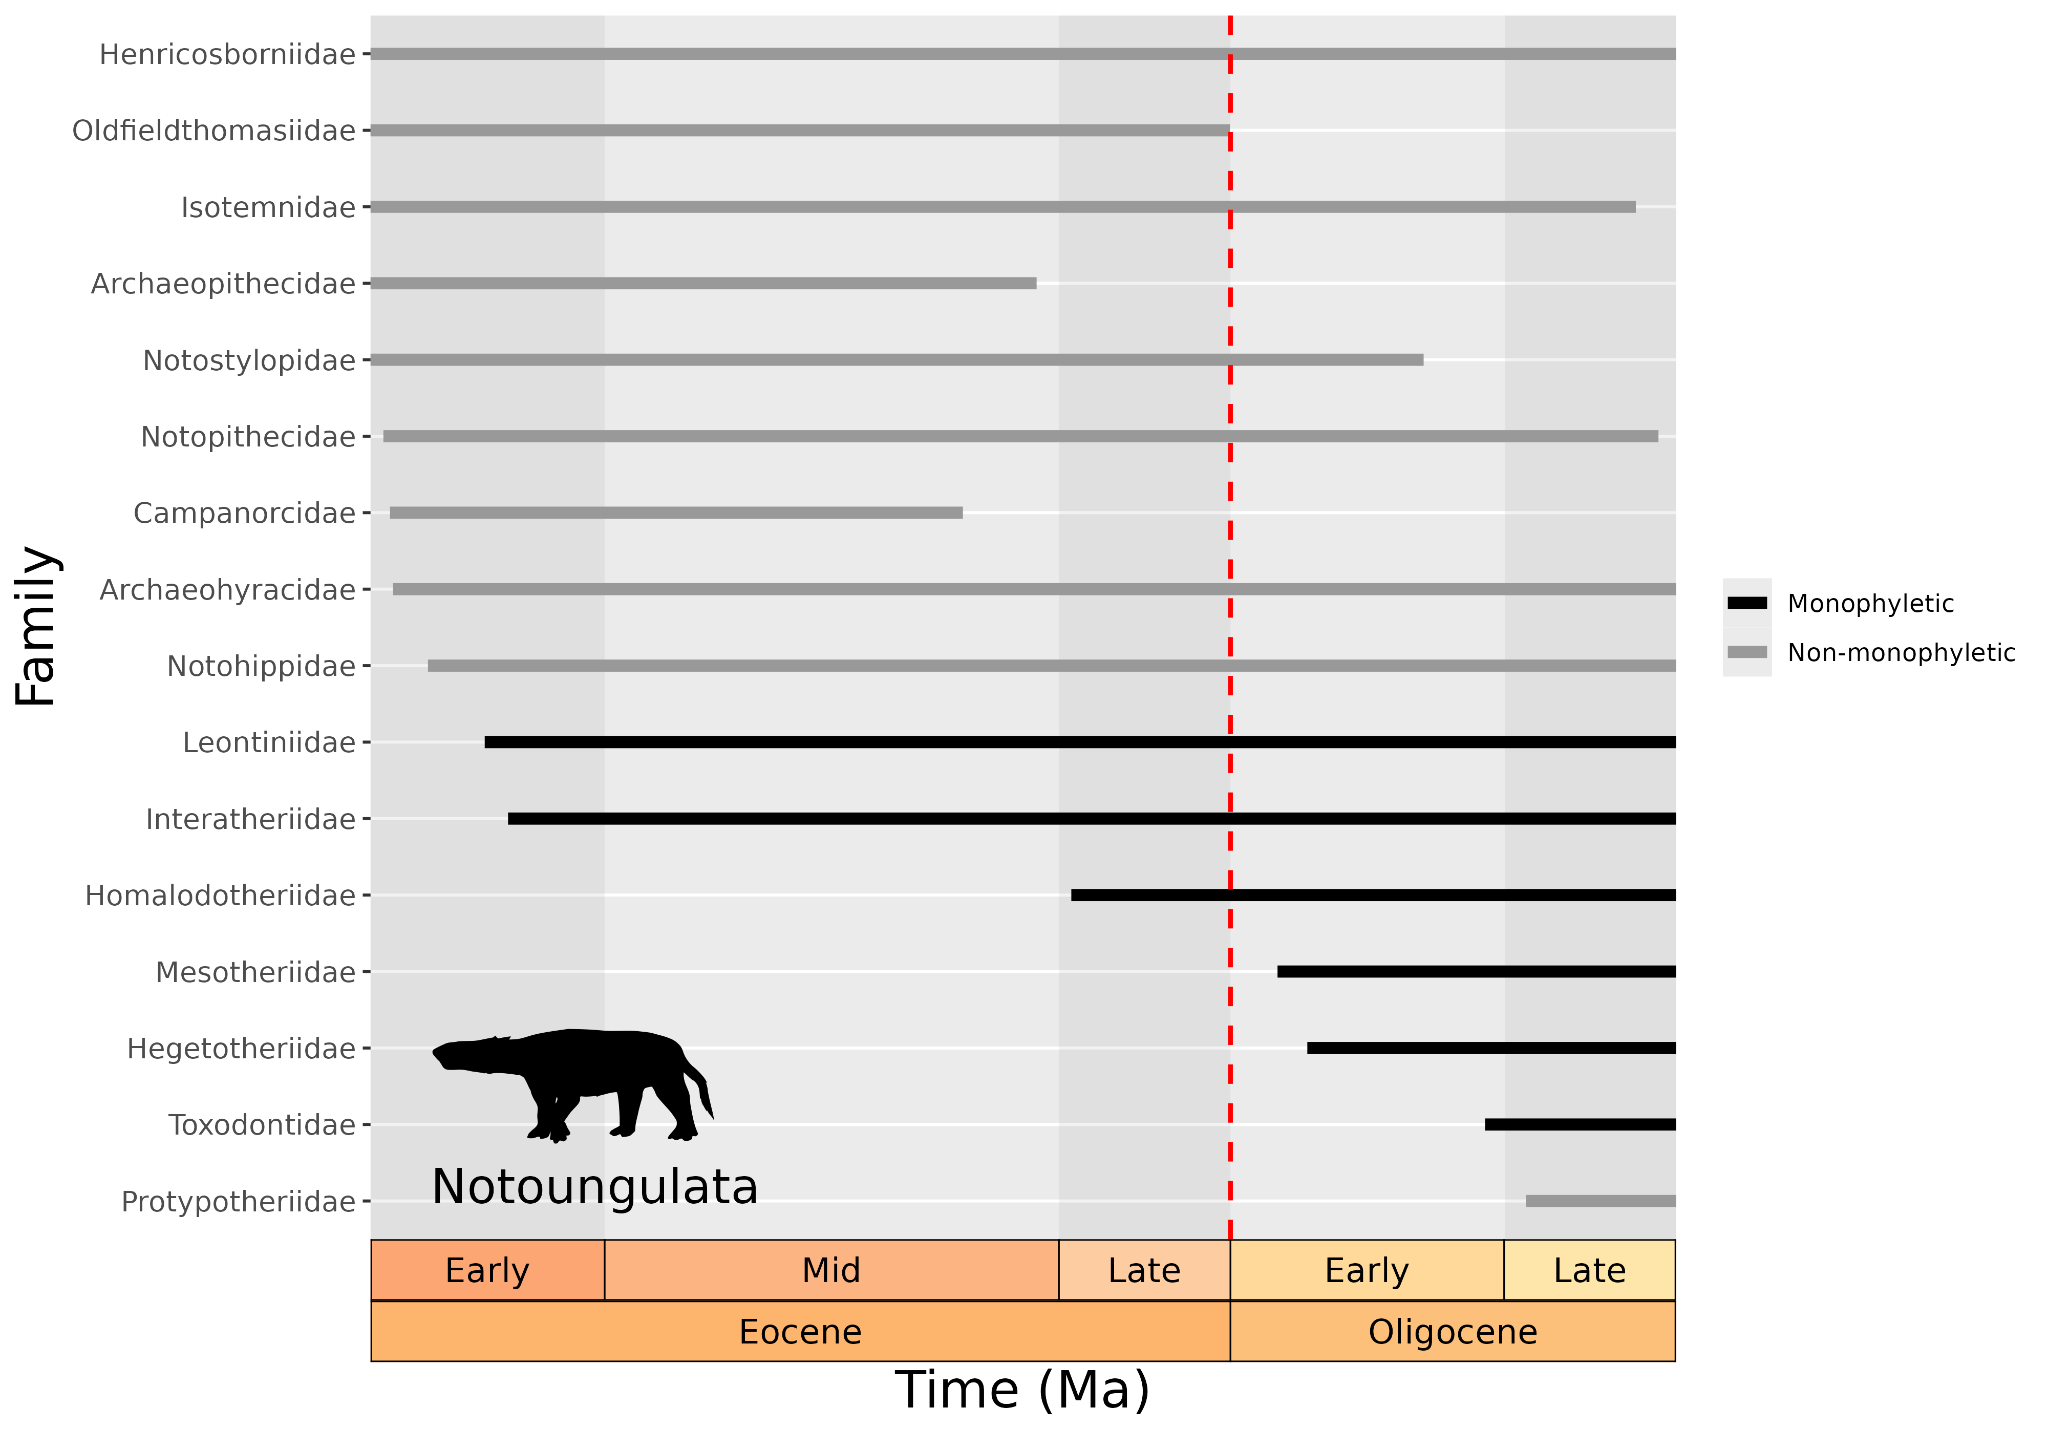 Henricosborniidae
Oldfieldthomasiidae
Isotemnidae
Archaeopithecidae
Notostylopidae
Notopithecidae
Campanorcidae
Archaeohyracidae
Notohippidae
Leontiniidae
Interatheriidae
Homalodotheriidae
Mesotheriidae
Hegetotheriidae
Toxodontidae
Protypotheriidae
Family
Notoungulata
Early Mid Late Early Late
Eocene Oligocene
Time (Ma)
Monophyletic
Non-monophyletic